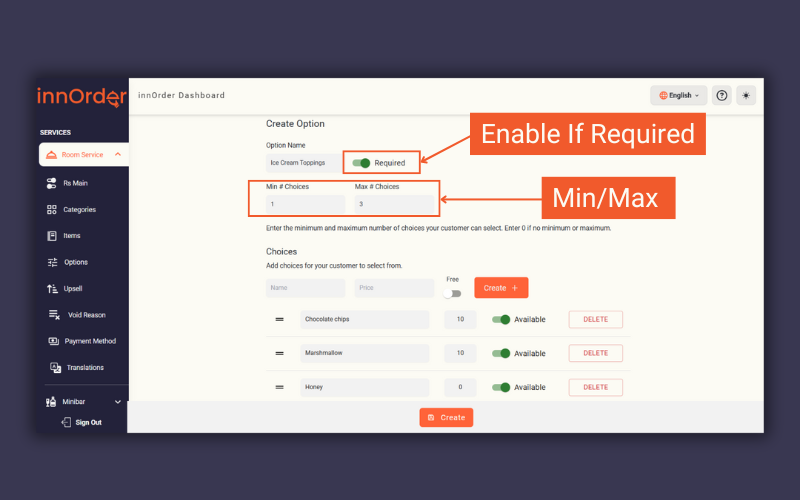 innOrder
innOrder Dashboard
English
SERVICES
Room Service
Rs Main
Categories
Items
Options
Upsell
Void Reason
Payment Method
Translations
Minibar
Sign Out
Create Option
Enable If Required
Option Name
Ice Cream Toppings
Required
Min # Choices
Max # Choices
1
3
Min/Max
Enter the minimum and maximum number of choices your customer can select. Enter 0 if no minimum or maximum.
Choices
Add choices for your customer to select from.
Name
Price
Free
Create +
Chocolate chips 10 Available DELETE
Marshmallow 10 Available DELETE
Honey 0 Available DELETE
Create